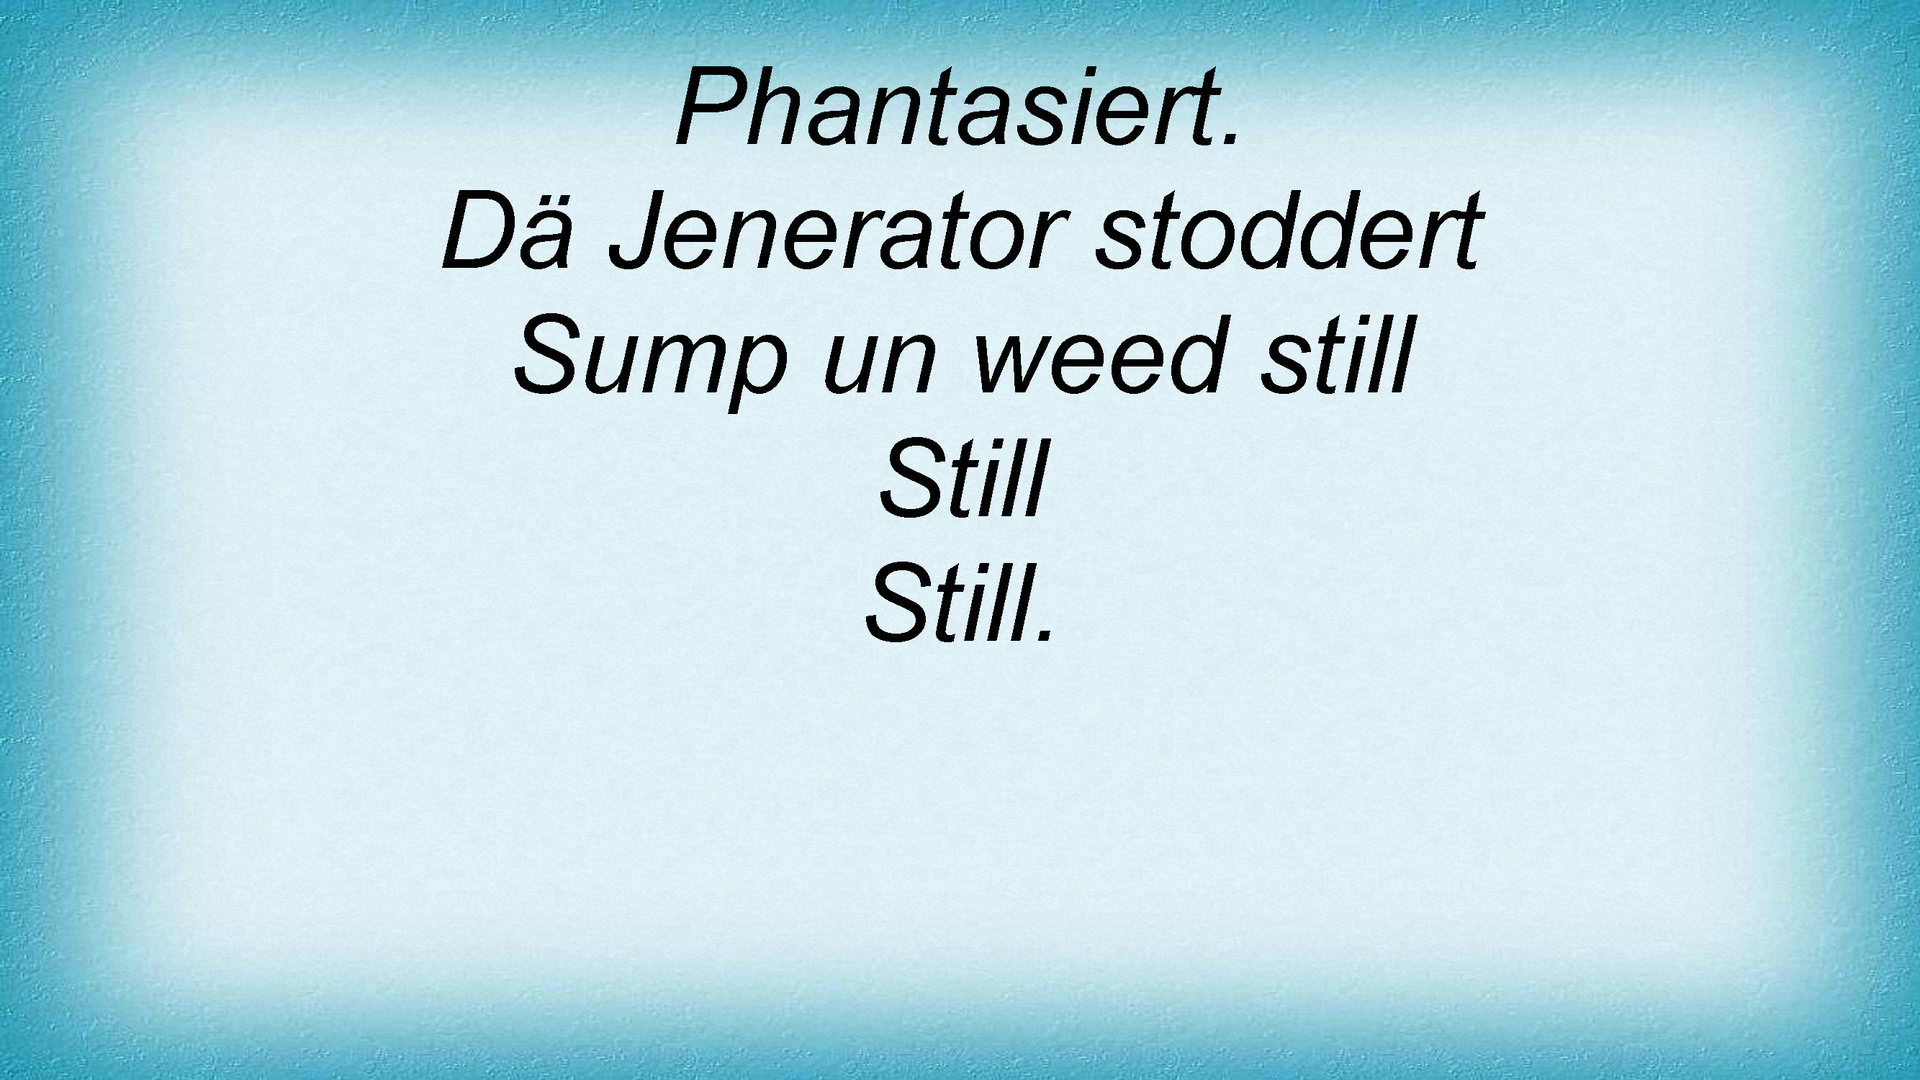 Phantasiert.
Dä Jenerator stoddert
Sump un weed still
Still
Still.